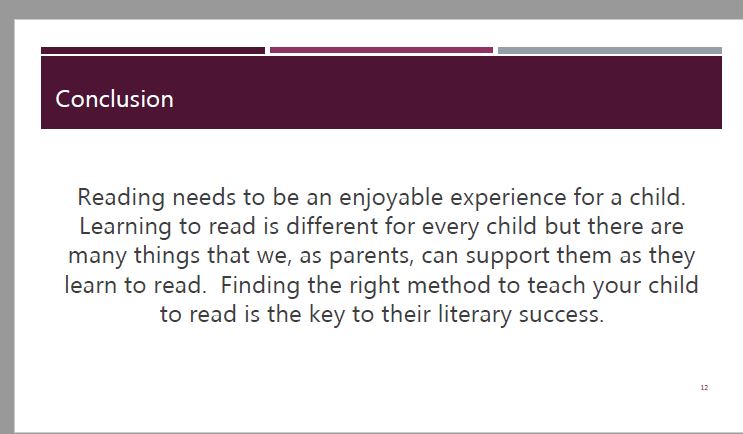 Conclusion
Reading needs to be an enjoyable experience for a child.
Learning to read is different for every child but there are
many things that we, as parents, can support them as they
learn to read.  Finding the right method to teach your child
to read is the key to their literary success.
12